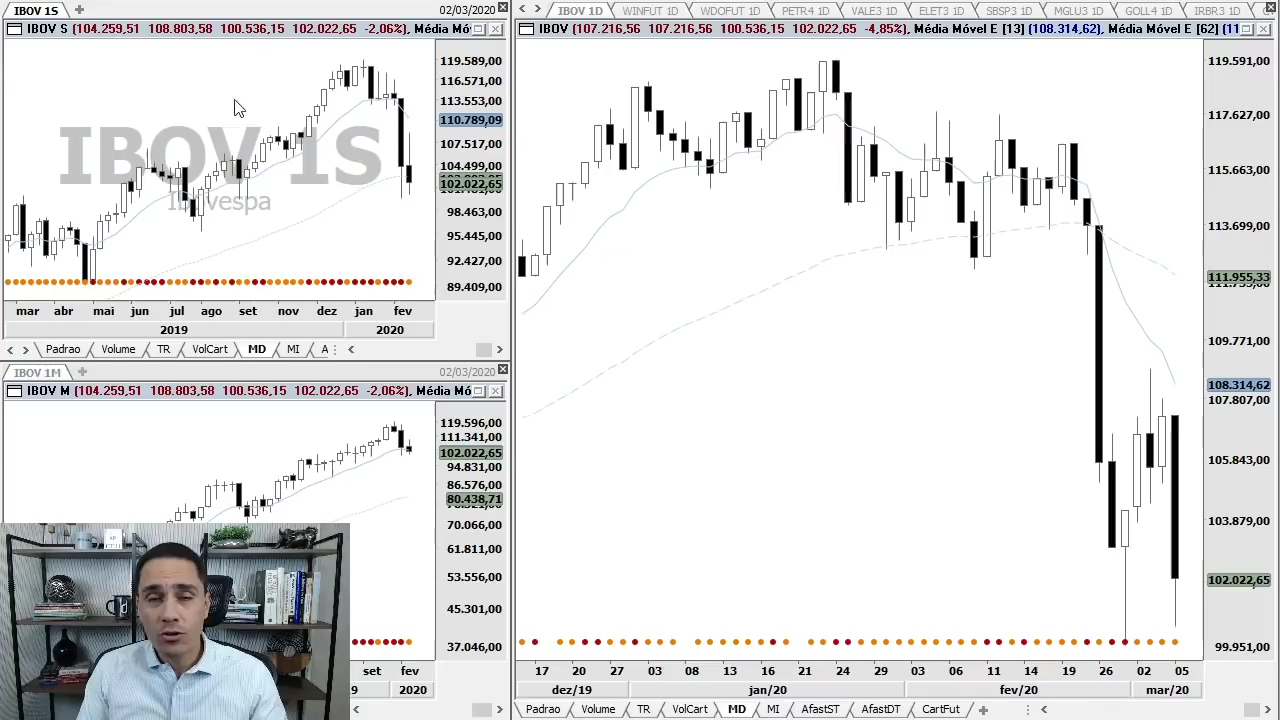 IBOV 1S
02/03/2020
IBOV S (104.259,51 108.803,58 100.536,15 102.022,65 -2,06%), Média Móv
119.589,00
116.571,00
113.553,00
110.789,09
107.517,00
104.499,00
102.022,65
98.463,00
95.445,00
92.427,00
89.409,00
IBOV 1S
Ibovespa
mar abr mai jun jul ago set nov dez jan fev
2019 2020
Padrao Volume TR VolCart MD MI A
IBOV 1M
02/03/2020
IBOV M (104.259,51 108.803,58 100.536,15 102.022,65 -2,06%), Média Mó
119.596,00
111.341,00
102.022,65
94.831,00
86.576,00
80.438,71
70.066,00
61.811,00
53.556,00
45.301,00
37.046,00
set fev
9 2020
IBOV 1D WINFUT 1D WDOFUT 1D PETR4 1D VALE3 1D ELET3 1D SBSP3 1D MGLU3 1D GOLL4 1D IRBR3 1D
IBOV (107.216,56 107.216,56 100.536,15 102.022,65 -4,85%), Média Móvel E [13] (108.314,62), Média Móvel E [62] (11
119.591,00
117.627,00
115.663,00
113.699,00
111.955,33
109.771,00
108.314,62
107.807,00
105.843,00
103.879,00
102.022,65
99.951,00
17 20 27 03 08 13 16 21 24 29 03 06 11 14 19 26 02 05
dez/19 jan/20 fev/20 mar/20
Padrao Volume TR VolCart MD MI AfastST AfastDT CartFut